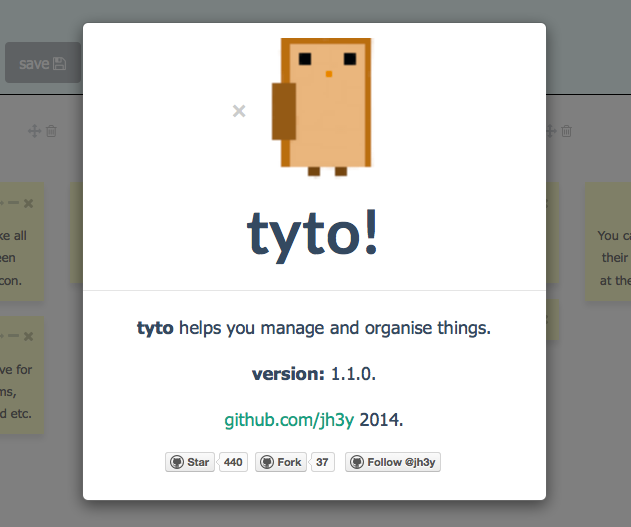 save
tyto!
tyto helps you manage and organise things.
version: 1.1.0.
github.com/jh3y 2014.
Star 440 Fork 37 Follow @jh3y
all
een
con.
ve for
ms,
d etc.
You ca
their
at the